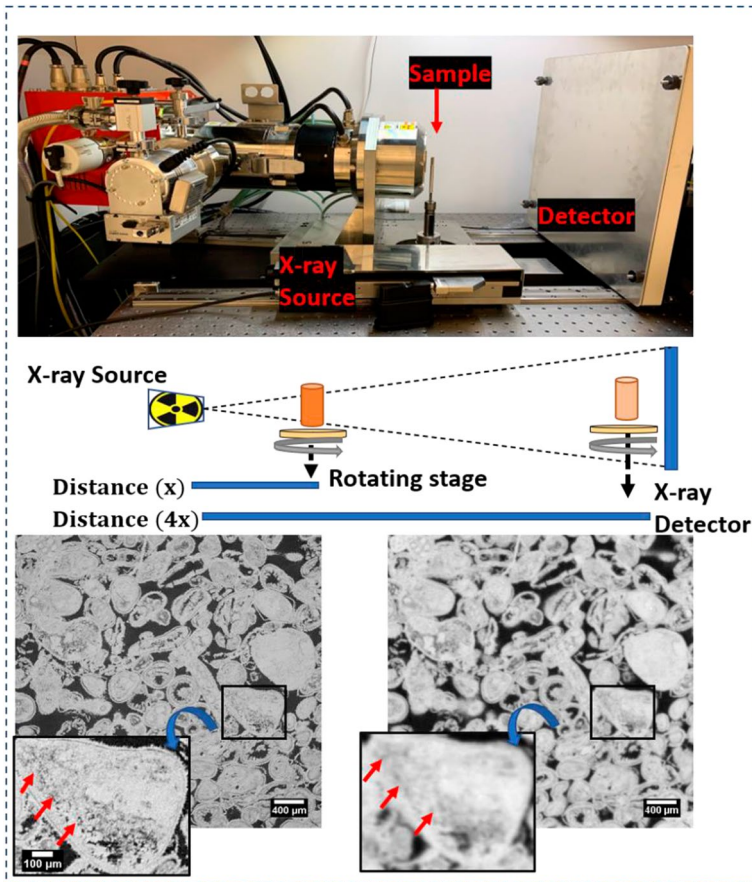 Sample
Detector
X-ray
Source
X-ray Source
Rotating stage
Distance (x)
X-ray
Detector
Distance (4x)
400 µm
400 µm
100 µm